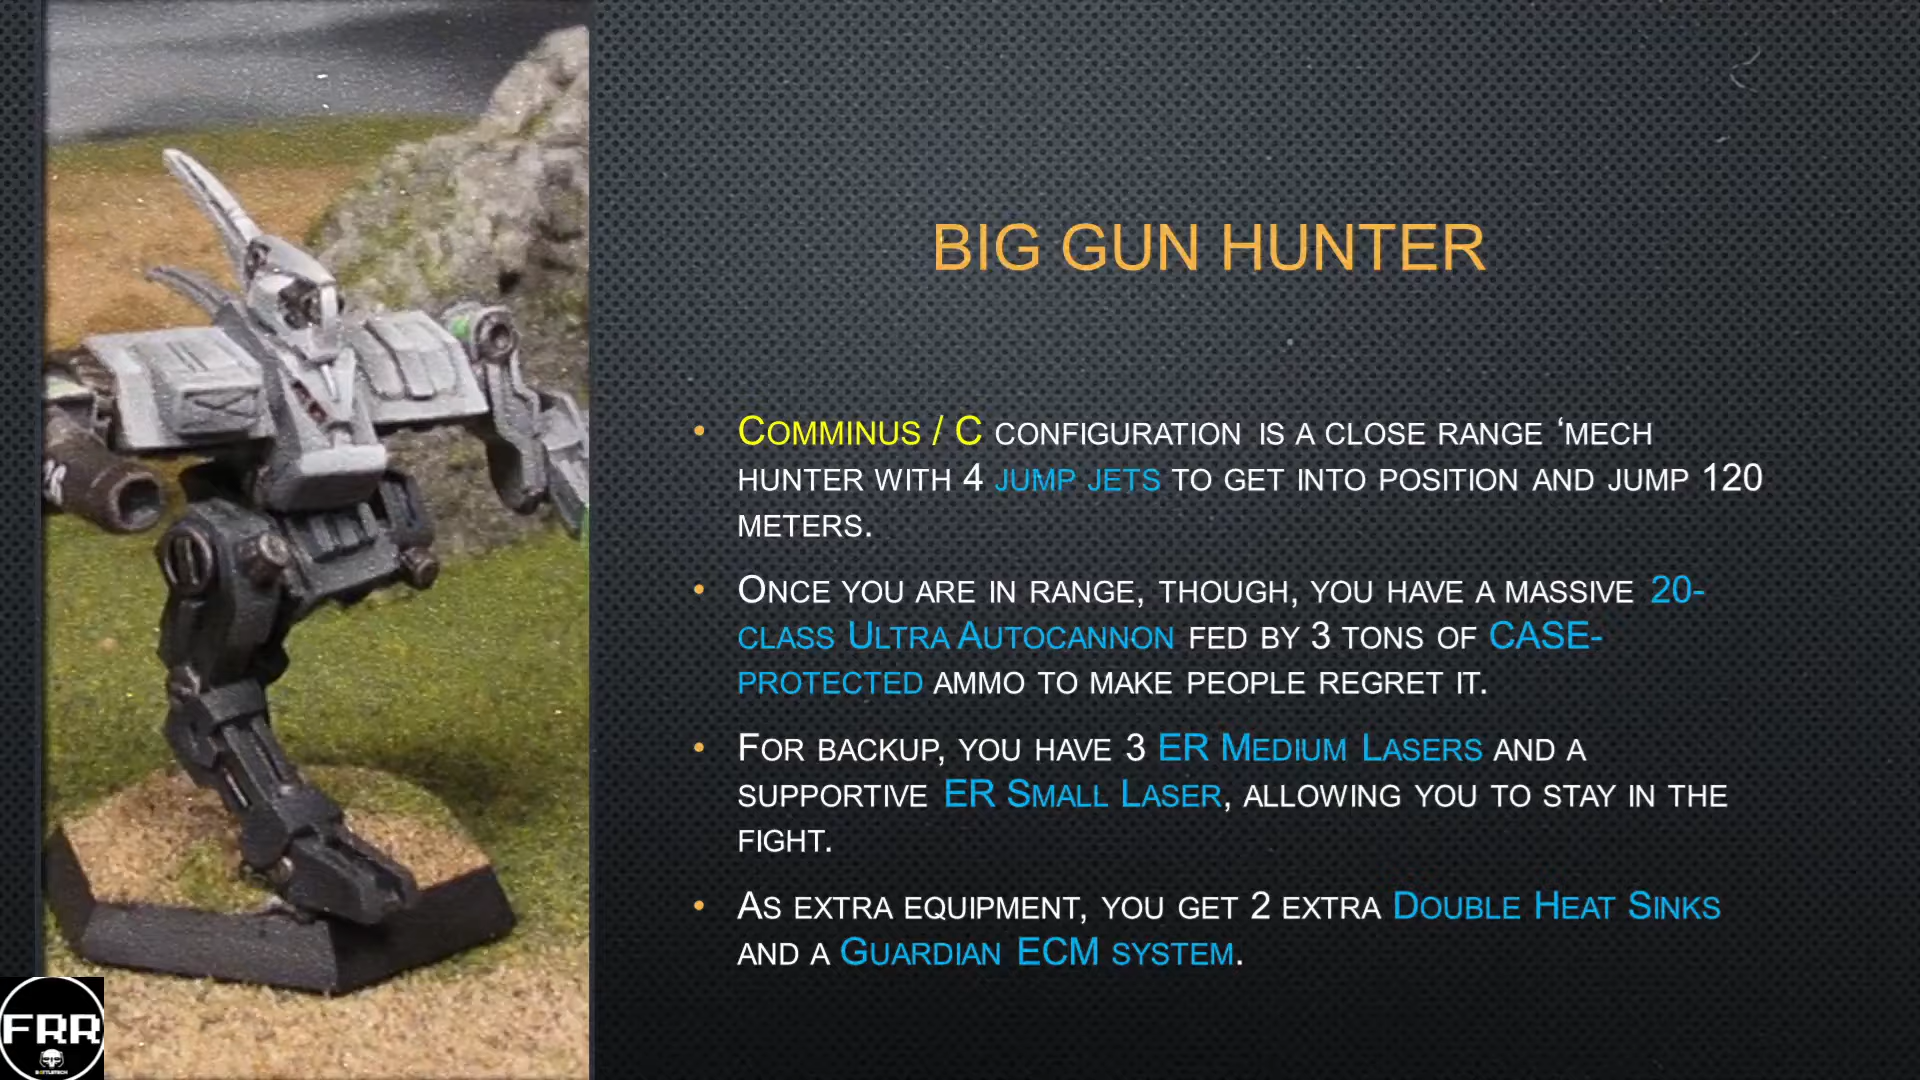 BIG GUN HUNTER
• COMMINUS / C CONFIGURATION IS A CLOSE RANGE ‘MECH
HUNTER WITH 4 JUMP JETS TO GET INTO POSITION AND JUMP 120
METERS.
• ONCE YOU ARE IN RANGE, THOUGH, YOU HAVE A MASSIVE 20-
CLASS ULTRA AUTOCANNON FED BY 3 TONS OF CASE-
PROTECTED AMMO TO MAKE PEOPLE REGRET IT.
• FOR BACKUP, YOU HAVE 3 ER MEDIUM LASERS AND A
SUPPORTIVE ER SMALL LASER, ALLOWING YOU TO STAY IN THE
FIGHT.
• AS EXTRA EQUIPMENT, YOU GET 2 EXTRA DOUBLE HEAT SINKS
AND A GUARDIAN ECM SYSTEM.
FRR
BATTLETECH